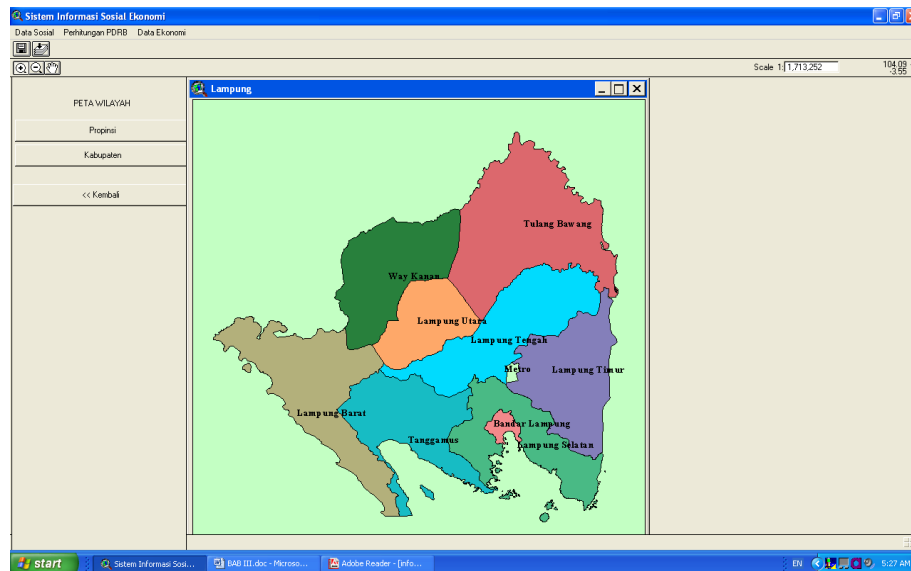 Sistem Informasi Sosial Ekonomi
Data Sosial Perhitungan PDRB Data Ekonomi
Scale 1: 1,713,252
104.09
-3.55
PETA WILAYAH
Propinsi
Kabupaten
<< Kembali
Lampung
Tulang Bawang
Way Kanan
Lampung Utara
Lampung Tengah
Metro
Lampung Timur
Lampung Barat
Bandar Lampung
Tanggamus
Lampung Selatan
start Sistem Informasi Sosi... BAB III.doc - Microso... Adobe Reader - [info... EN 5:27 AM